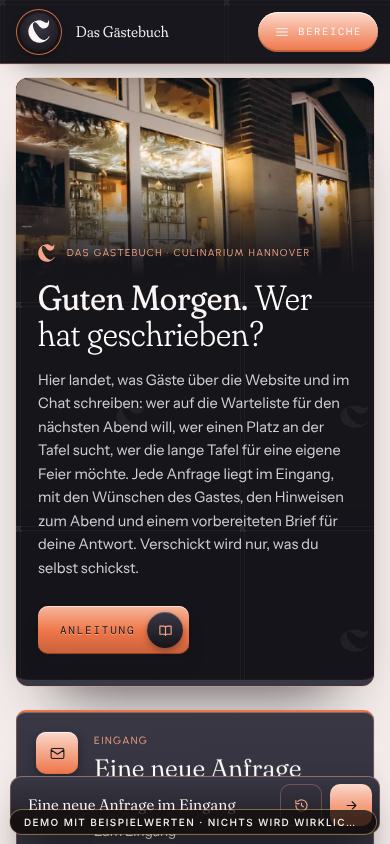 Das Gästebuch
BEREICHE
DAS GÄSTEBUCH · CULINARIUM HANNOVER
Guten Morgen. Wer
hat geschrieben?
Hier landet, was Gäste über die Website und im
Chat schreiben: wer auf die Warteliste für den
nächsten Abend will, wer einen Platz an der
Tafel sucht, wer die lange Tafel für eine eigene
Feier möchte. Jede Anfrage liegt im Eingang,
mit den Wünschen des Gastes, den Hinweisen
zum Abend und einem vorbereiteten Brief für
deine Antwort. Verschickt wird nur, was du
selbst schickst.
ANLEITUNG
EINGANG
Eine neue Anfrage
Eine neue Anfrage im Eingang
DEMO MIT BEISPIELWERTEN · NICHTS WIRD WIRKLIC…